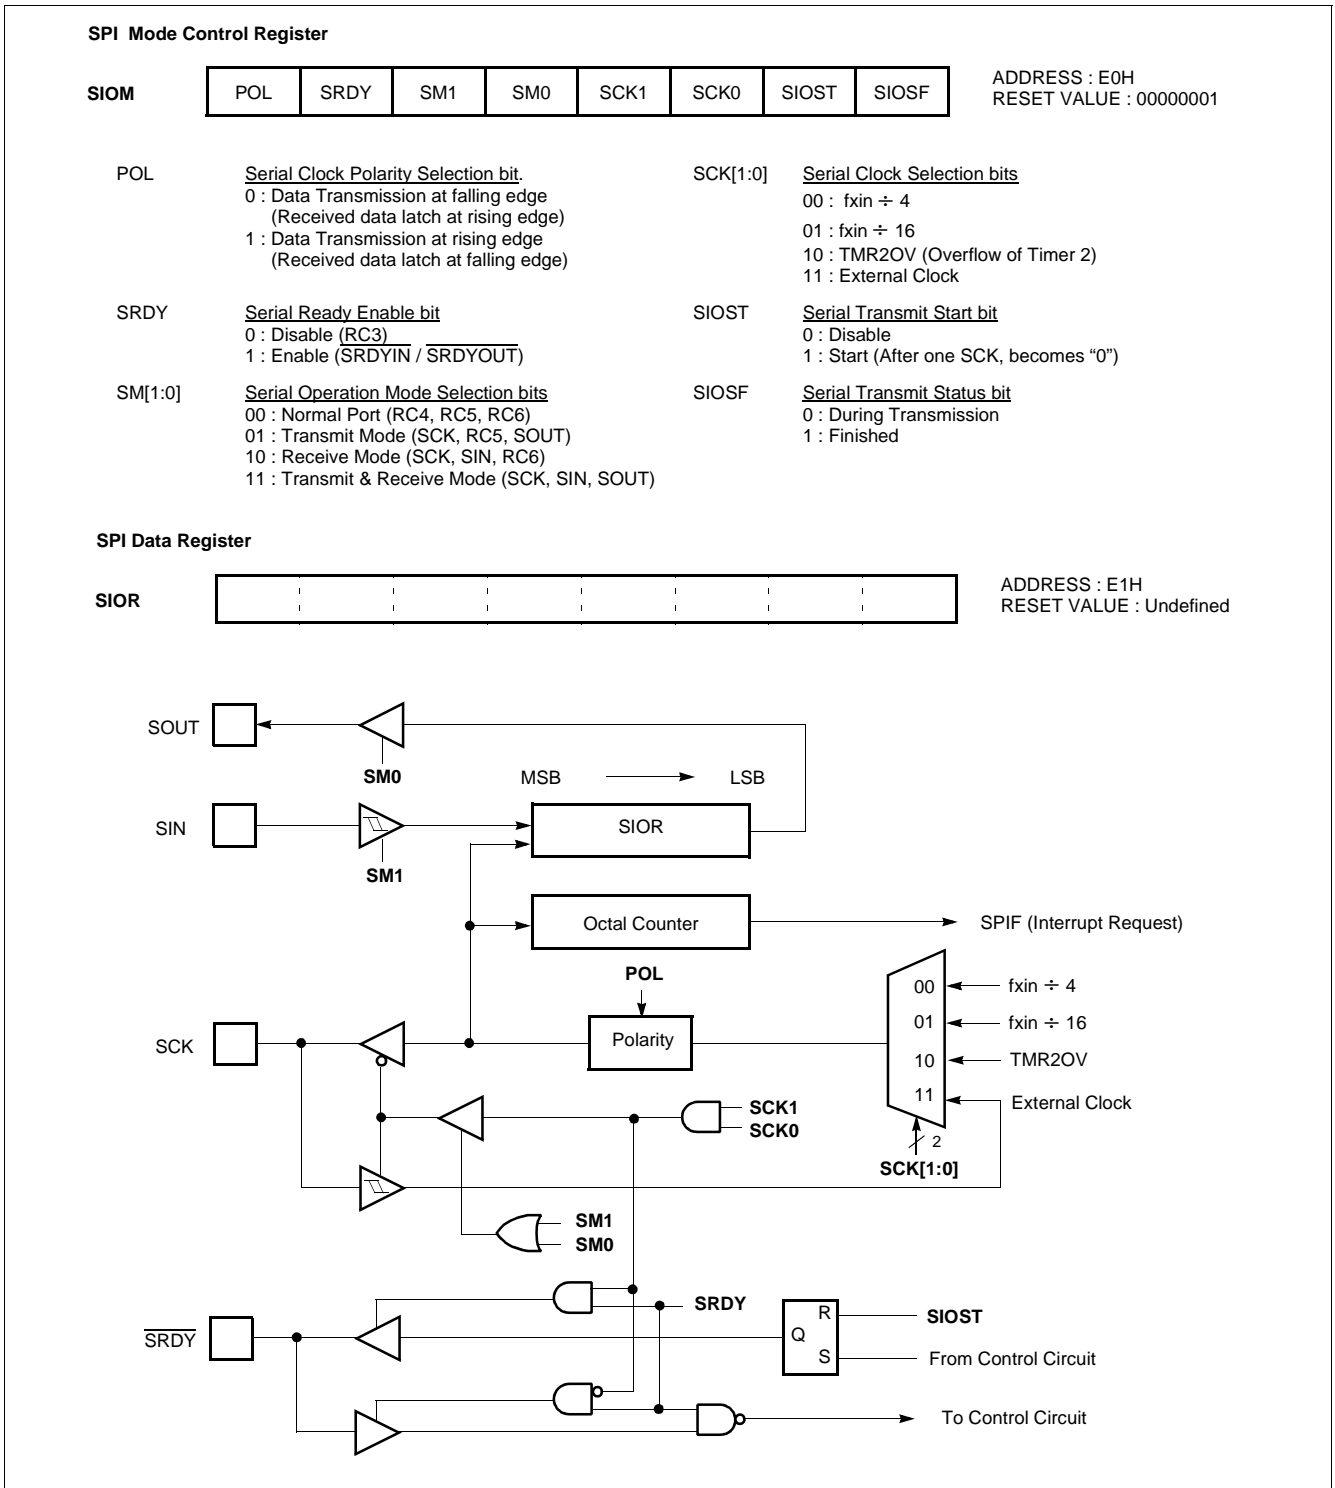 SPI Mode Control Register
SIOM POL SRDY SM1 SM0 SCK1 SCK0 SIOST SIOSF
ADDRESS : E0H
RESET VALUE : 00000001
POL Serial Clock Polarity Selection bit.
0 : Data Transmission at falling edge
(Received data latch at rising edge)
1 : Data Transmission at rising edge
(Received data latch at falling edge)
SRDY Serial Ready Enable bit
0 : Disable (RC3)
1 : Enable (SRDYIN / SRDYOUT)
SM[1:0] Serial Operation Mode Selection bits
00 : Normal Port (RC4, RC5, RC6)
01 : Transmit Mode (SCK, RC5, SOUT)
10 : Receive Mode (SCK, SIN, RC6)
11 : Transmit & Receive Mode (SCK, SIN, SOUT)
SCK[1:0] Serial Clock Selection bits
00 : fxin ÷ 4
01 : fxin ÷ 16
10 : TMR2OV (Overflow of Timer 2)
11 : External Clock
SIOST Serial Transmit Start bit
0 : Disable
1 : Start (After one SCK, becomes “0”)
SIOSF Serial Transmit Status bit
0 : During Transmission
1 : Finished
SPI Data Register
SIOR
ADDRESS : E1H
RESET VALUE : Undefined
SOUT
SM0
MSB LSB
SIN
SIOR
SM1
Octal Counter
SPIF (Interrupt Request)
POL
00 fxin ÷ 4
01 fxin ÷ 16
SCK
Polarity
10 TMR2OV
11 External Clock
SCK1
SCK0
2
SCK[1:0]
SM1
SM0
SRDY
R SIOST
SRDY
Q
S From Control Circuit
To Control Circuit